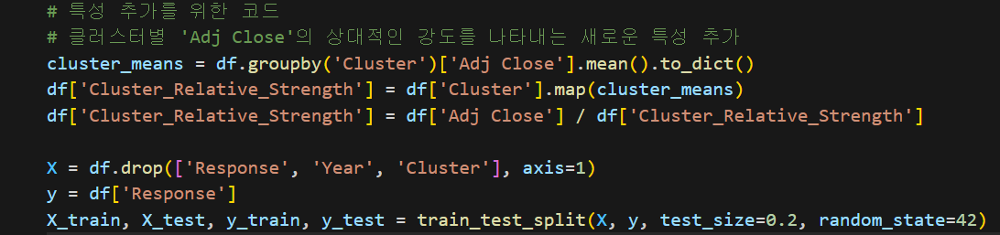 # 특성 추가를 위한 코드
# 클러스터별 'Adj Close'의 상대적인 강도를 나타내는 새로운 특성 추가
cluster_means = df.groupby('Cluster')['Adj Close'].mean().to_dict()
df['Cluster_Relative_Strength'] = df['Cluster'].map(cluster_means)
df['Cluster_Relative_Strength'] = df['Adj Close'] / df['Cluster_Relative_Strength']
X = df.drop(['Response', 'Year', 'Cluster'], axis=1)
y = df['Response']
X_train, X_test, y_train, y_test = train_test_split(X, y, test_size=0.2, random_state=42)